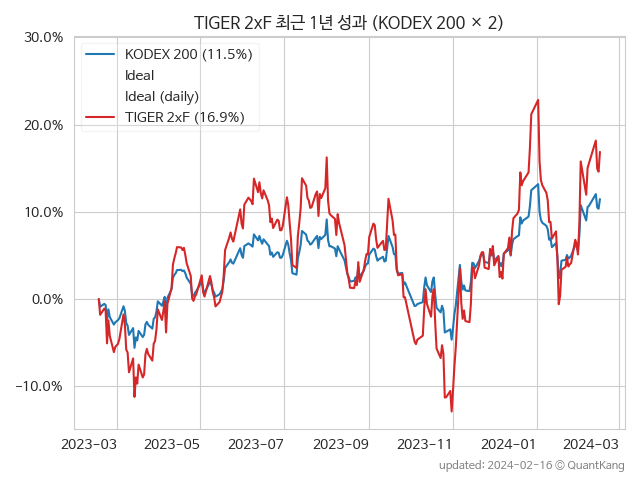 TIGER 2xF 최근 1년 성과 (KODEX 200 × 2)
30.0%
20.0%
10.0%
0.0%
−10.0%
KODEX 200 (11.5%)
Ideal
Ideal (daily)
TIGER 2xF (16.9%)
2023-03 2023-05 2023-07 2023-09 2023-11 2024-01 2024-03
updated: 2024-02-16 © QuantKang